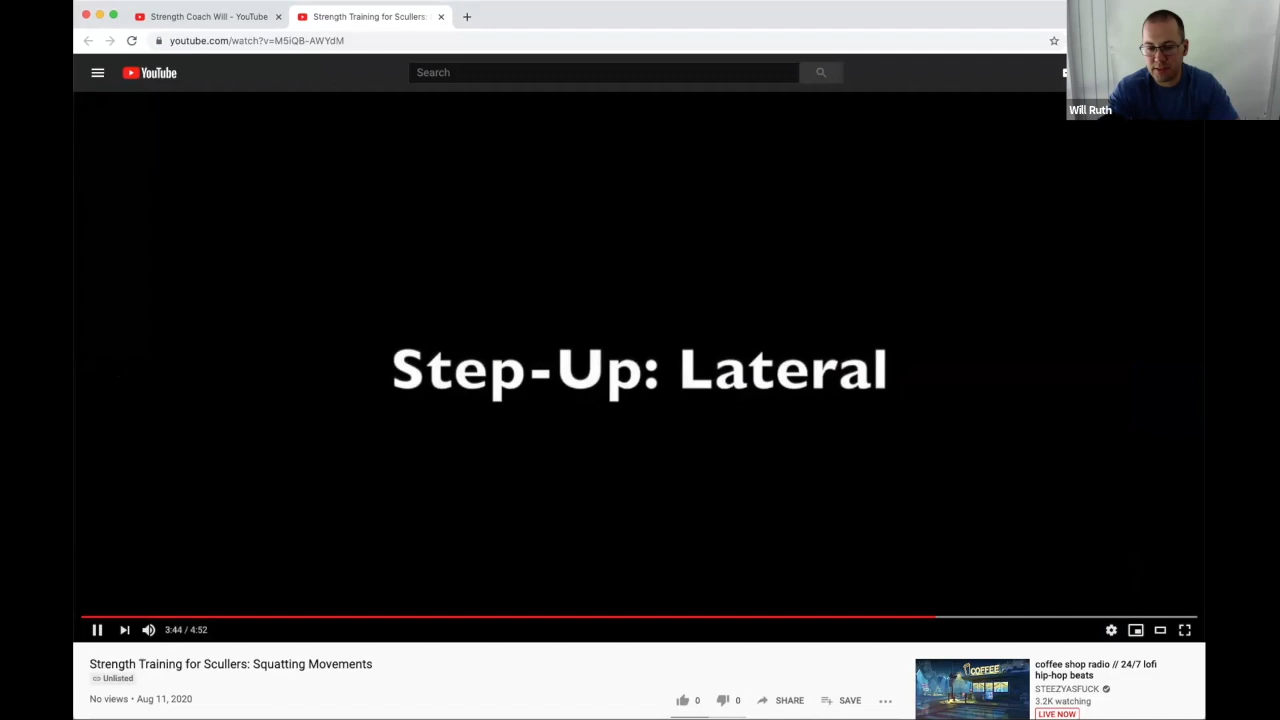 Strength Coach Will - YouTube
Strength Training for Scullers:
youtube.com/watch?v=M5iQB-AWYdM
YouTube
Search
Will Ruth
Step-Up: Lateral
3:44 / 4:52
Strength Training for Scullers: Squatting Movements
Unlisted
No views • Aug 11, 2020
0
0
SHARE
SAVE
COFFEE
coffee shop radio // 24/7 lofi
hip-hop beats
STEEZYASFUCK
3.2K watching
LIVE NOW